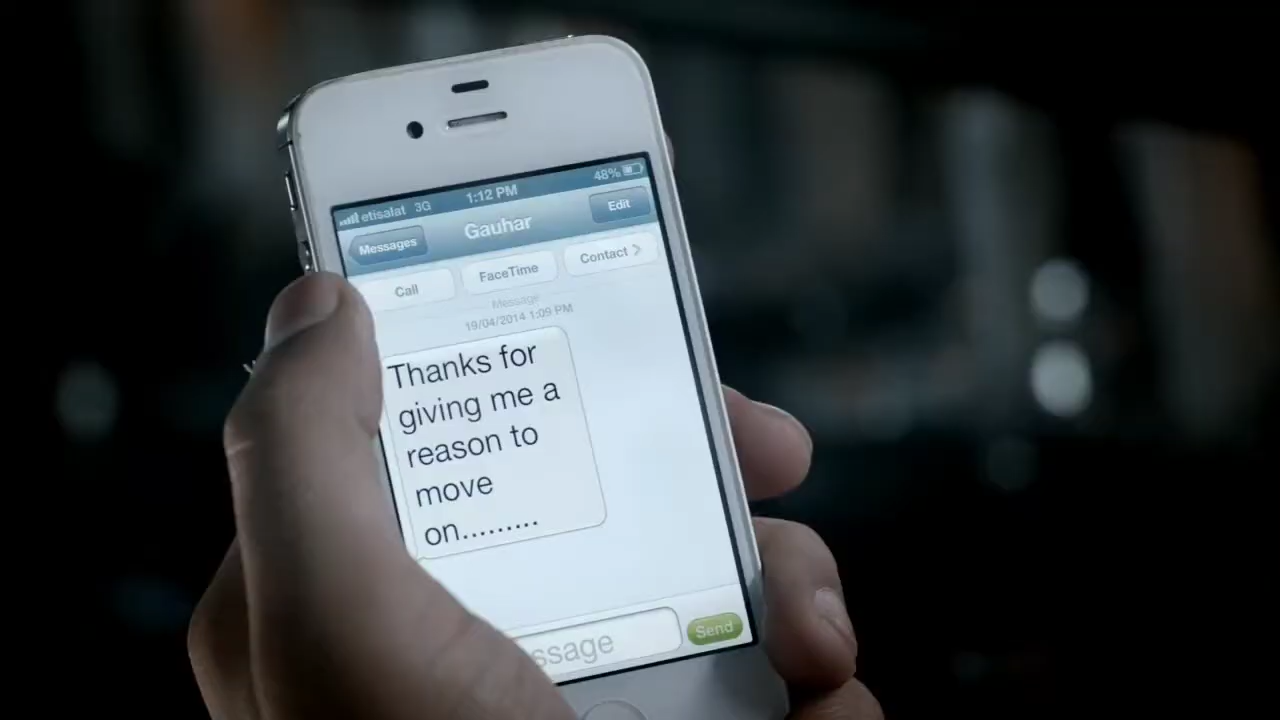 etisalat 3G 1:12 PM 48%
Messages Gauhar Edit
Call FaceTime Contact
Message
19/04/2014 1:09 PM
Thanks for
giving me a
reason to
move
on.........
Send